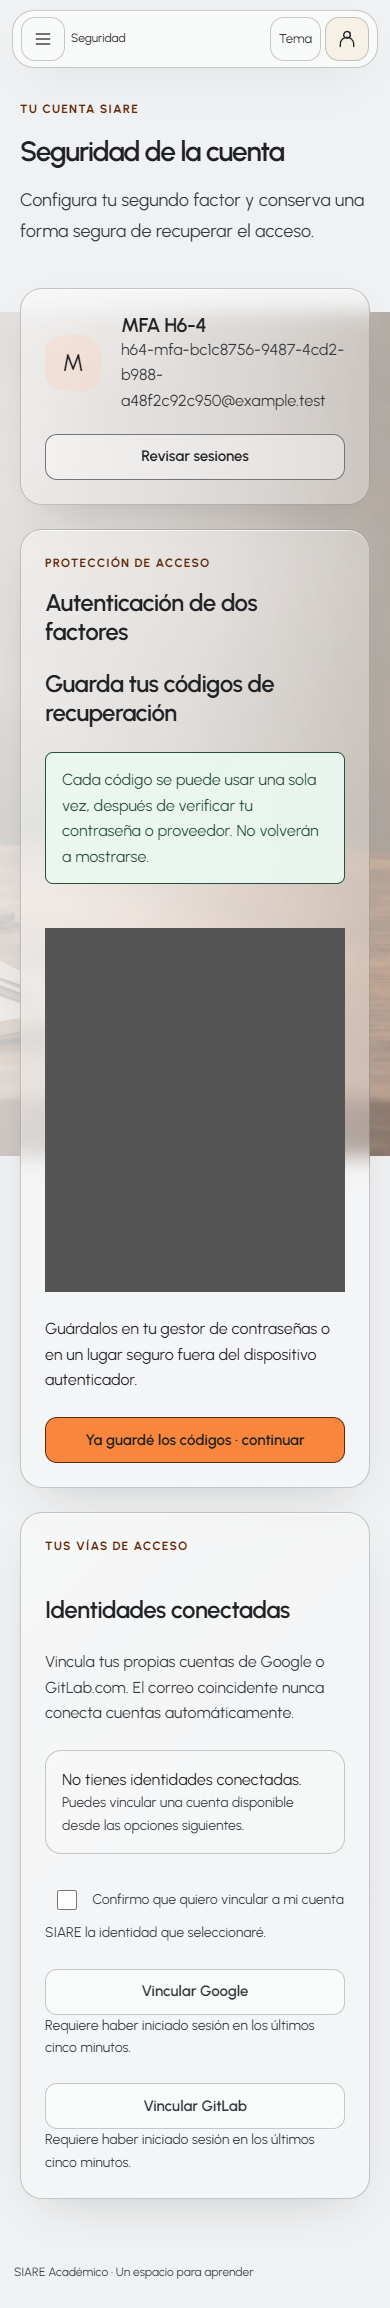 Seguridad
Tema
TU CUENTA SIARE
Seguridad de la cuenta
Configura tu segundo factor y conserva una
forma segura de recuperar el acceso.
M
MFA H6-4
h64-mfa-bc1c8756-9487-4cd2-
b988-
a48f2c92c950@example.test
Revisar sesiones
PROTECCIÓN DE ACCESO
Autenticación de dos
factores
Guarda tus códigos de
recuperación
Cada código se puede usar una sola
vez, después de verificar tu
contraseña o proveedor. No volverán
a mostrarse.
Guárdalos en tu gestor de contraseñas o
en un lugar seguro fuera del dispositivo
autenticador.
Ya guardé los códigos · continuar
TUS VÍAS DE ACCESO
Identidades conectadas
Vincula tus propias cuentas de Google o
GitLab.com. El correo coincidente nunca
conecta cuentas automáticamente.
No tienes identidades conectadas.
Puedes vincular una cuenta disponible
desde las opciones siguientes.
Confirmo que quiero vincular a mi cuenta
SIARE la identidad que seleccionaré.
Vincular Google
Requiere haber iniciado sesión en los últimos
cinco minutos.
Vincular GitLab
Requiere haber iniciado sesión en los últimos
cinco minutos.
SIARE Académico · Un espacio para aprender